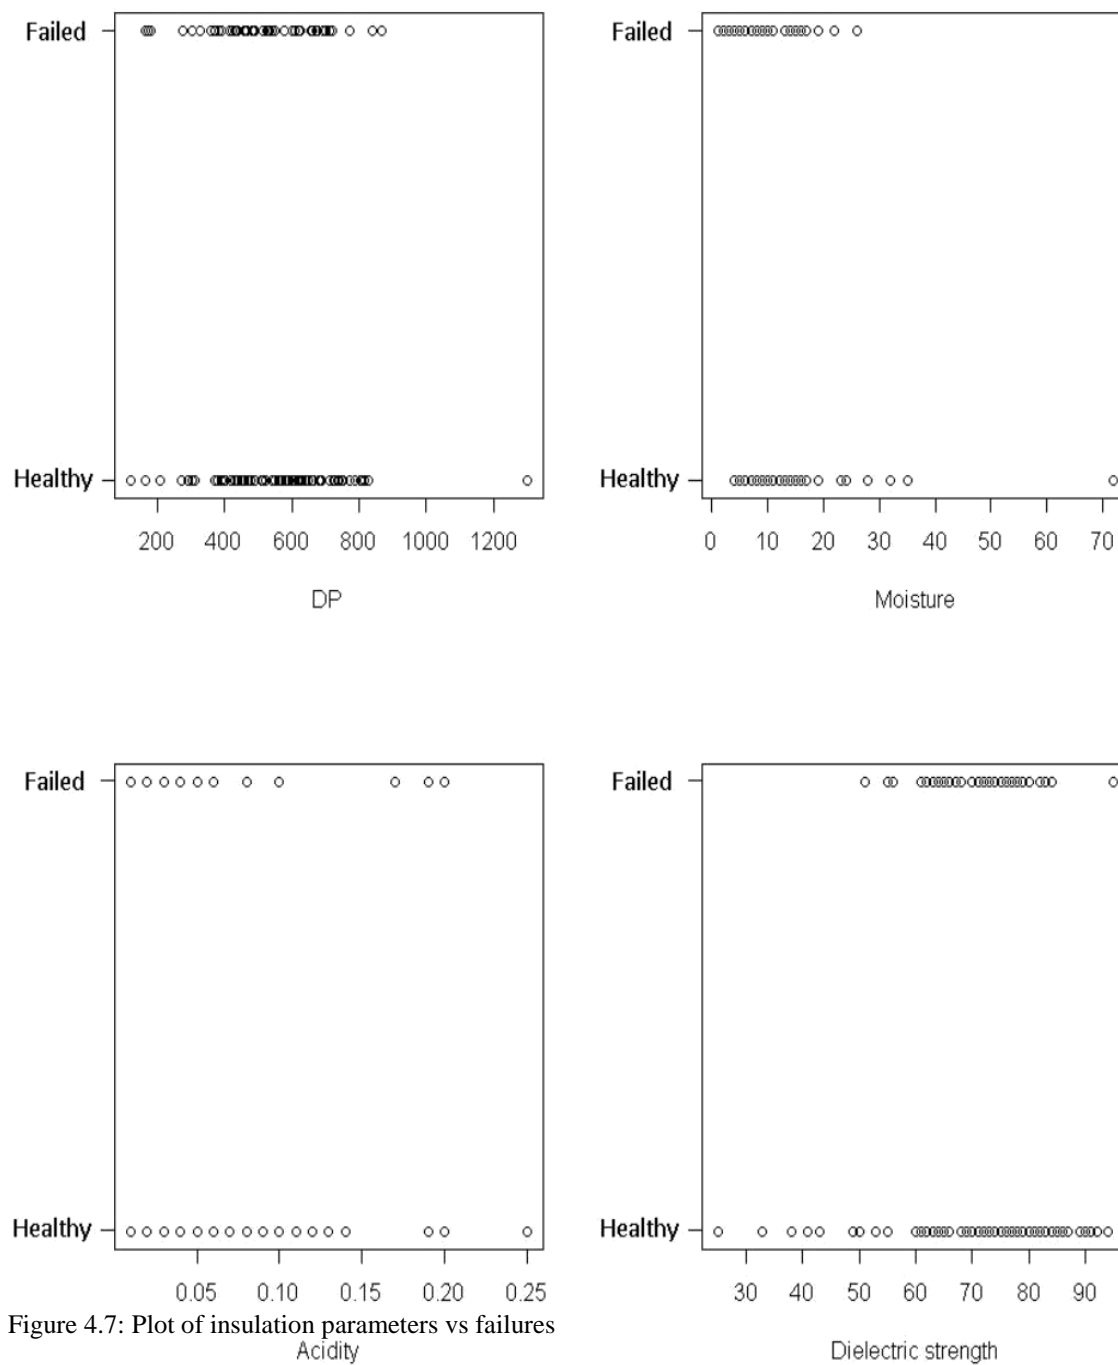 Failed
Healthy
200 400 600 800 1000 1200
DP
Failed
Healthy
0 10 20 30 40 50 60 70
Moisture
Failed
Healthy
0.05 0.10 0.15 0.20 0.25
Acidity
Failed
Healthy
30 40 50 60 70 80 90
Dielectric strength
Figure 4.7: Plot of insulation parameters vs failures